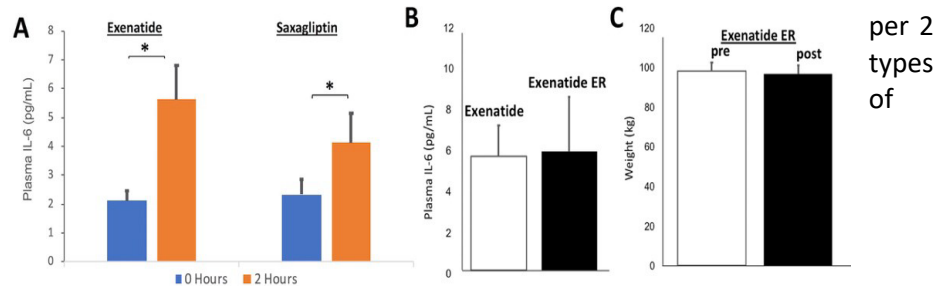 A
Exenatide
Saxagliptin
*
*
8
7
6
5
4
3
2
1
0
Plasma IL-6 (pg/mL)
0 Hours 2 Hours
B
12
10
8
6
4
2
0
Plasma IL-6 (pg/mL)
Exenatide
Exenatide ER
C
Exenatide ER
pre post
120
100
80
60
40
20
0
Weight (kg)
per 2
types
of